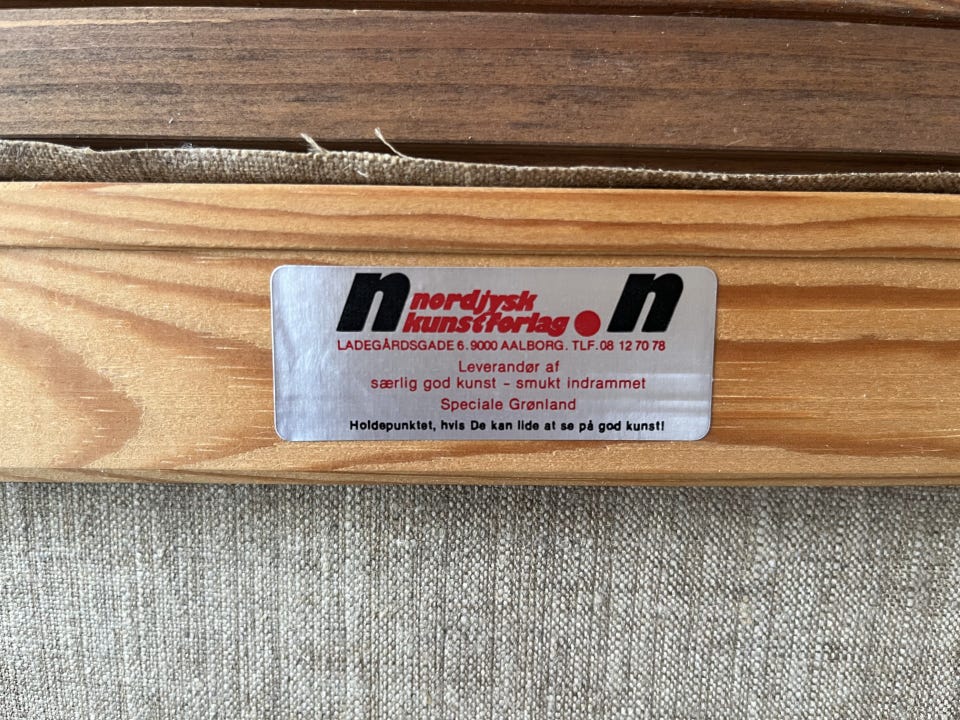 n nordjysk n
kunstforlag
LADEGÅRDSGADE 6. 9000 AALBORG. TLF. 08 12 70 78
Leverandør af
særlig god kunst - smukt indrammet
Speciale Grønland
Holdepunktet, hvis De kan lide at se på god kunst!